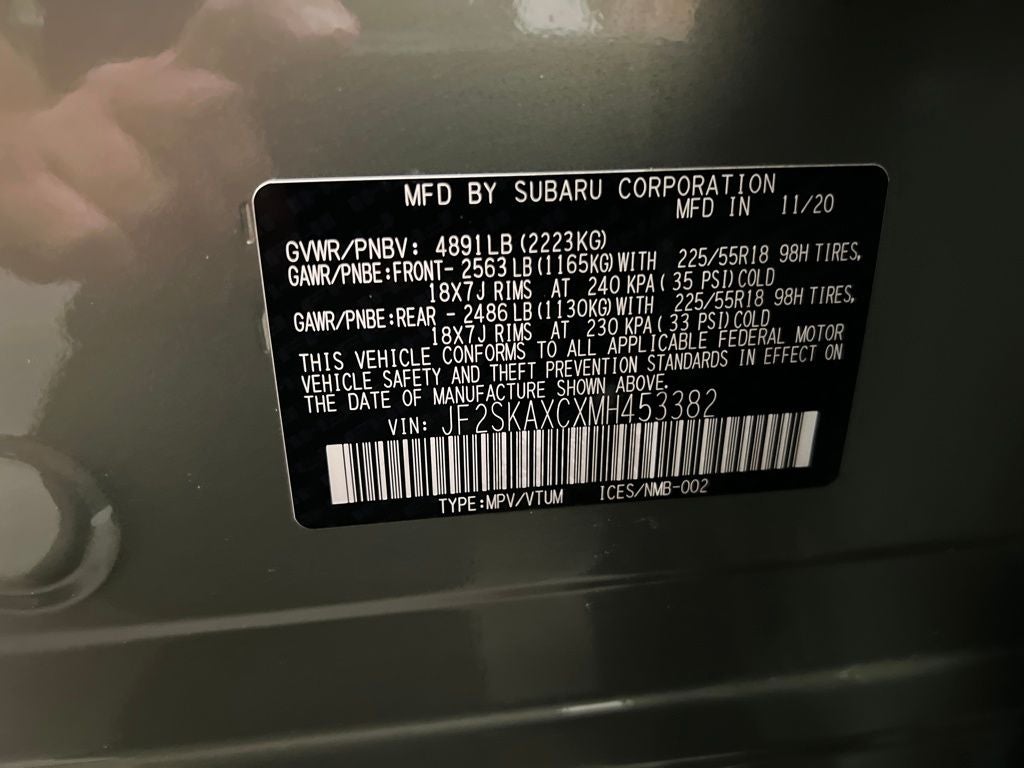 MFD BY SUBARU CORPORATION
MFD IN 11/20
GVWR/PNBV: 4891LB(2223KG)
GAWR/PNBE:FRONT- 2563LB(1165KG)WITH 225/55R18 98H TIRES,
18X7J RIMS AT 240 KPA( 35 PSI)COLD
GAWR/PNBE:REAR - 2486LB(1130KG)WITH 225/55R18 98H TIRES,
18X7J RIMS AT 230 KPA( 33 PSI)COLD
THIS VEHICLE CONFORMS TO ALL APPLICABLE FEDERAL MOTOR
VEHICLE SAFETY AND THEFT PREVENTION STANDARDS IN EFFECT ON
THE DATE OF MANUFACTURE SHOWN ABOVE.
VIN: JF2SKAXCXMH453382
TYPE:MPV/VTUM ICES/NMB-002